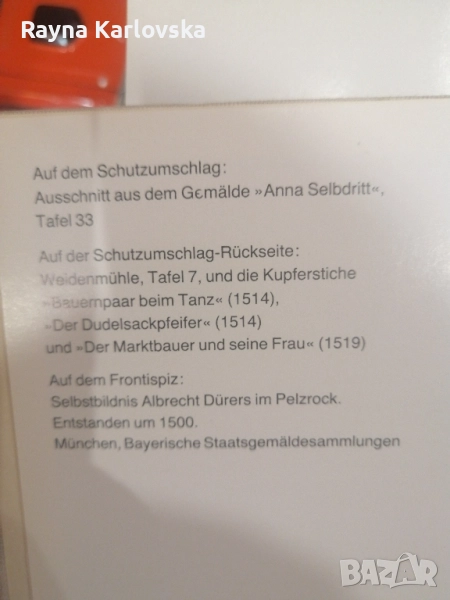 Rayna Karlovska
Auf dem Schutzumschlag:
Ausschnitt aus dem Gemälde »Anna Selbdritt«,
Tafel 33
Auf der Schutzumschlag-Rückseite:
Weidenmühle, Tafel 7, und die Kupferstiche
»Bauernpaar beim Tanz« (1514),
»Der Dudelsackpfeifer« (1514)
und »Der Marktbauer und seine Frau« (1519)
Auf dem Frontispiz:
Selbstbildnis Albrecht Dürers im Pelzrock.
Entstanden um 1500.
München, Bayerische Staatsgemäldesammlungen
BAZAR